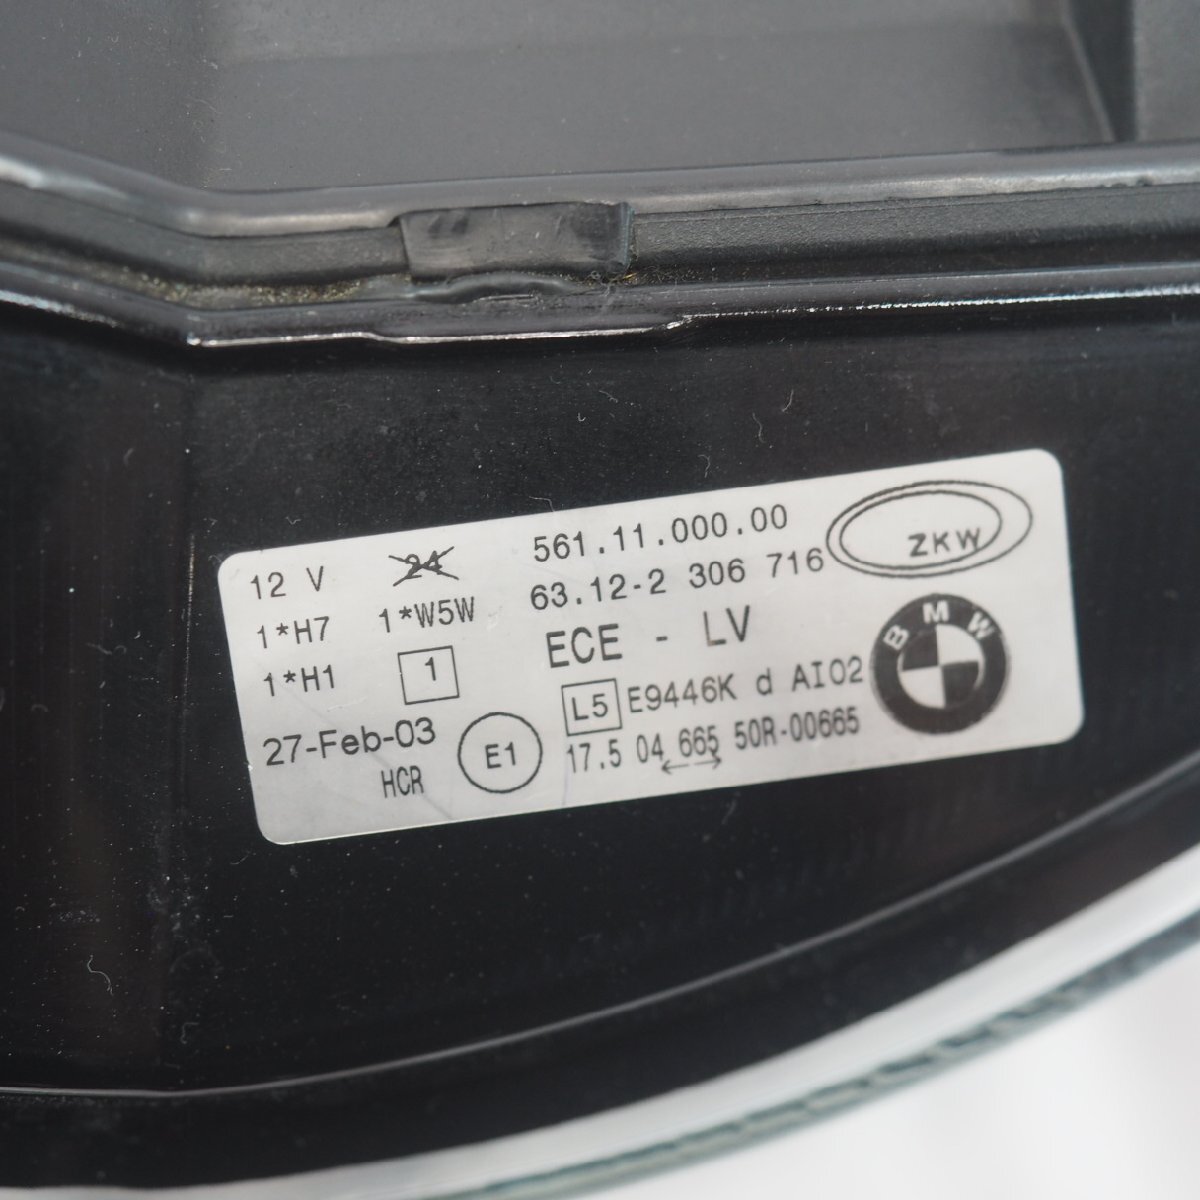 12 V 24 561.11.000.00
1*H7 1*W5W 63.12-2 306 716
ZKW
1*H1 1 ECE - LV
BMW
L5 E9446K d AI02
27-Feb-03 E1 17.5 04 665 50R-00665
HCR